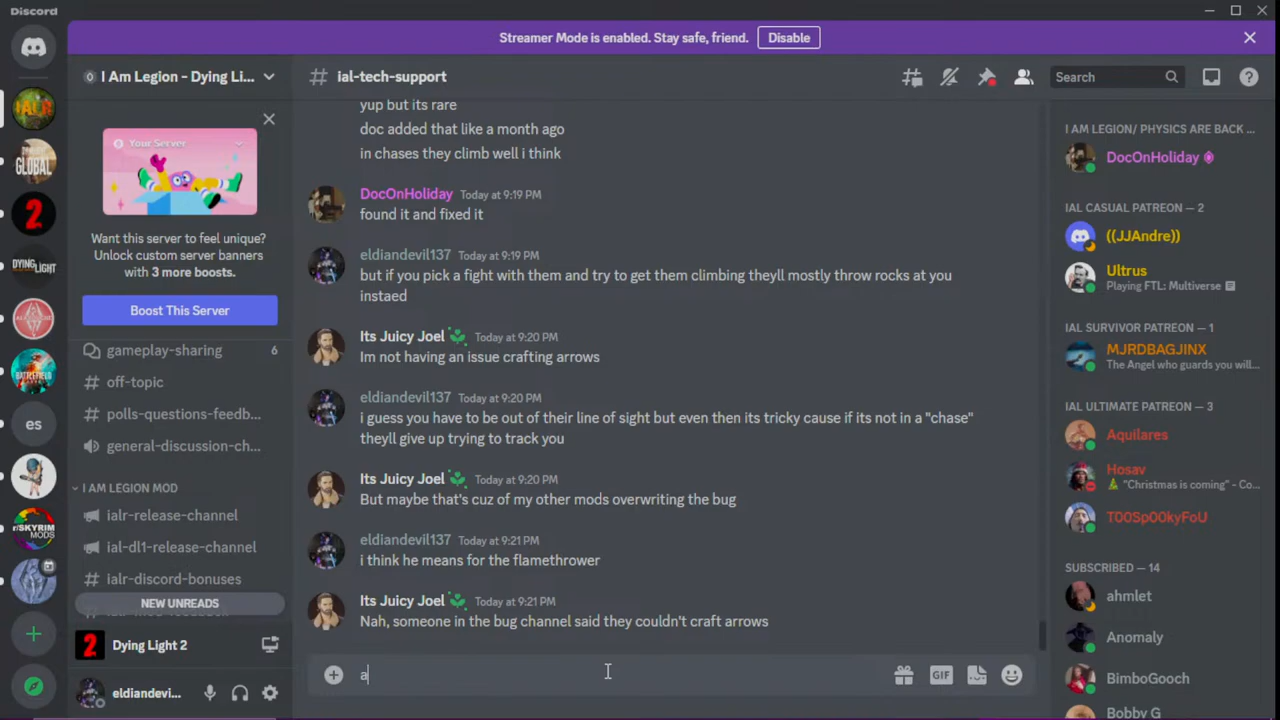 Discord
Streamer Mode is enabled. Stay safe, friend.
Disable
I Am Legion - Dying Li...
ial-tech-support
Search
Your Server
Want this server to feel unique?
Unlock custom server banners
with 3 more boosts.
Boost This Server
gameplay-sharing 6
off-topic
polls-questions-feedb...
general-discussion-ch...
I AM LEGION MOD
ialr-release-channel
ial-dl1-release-channel
ialr-discord-bonuses
NEW UNREADS
Dying Light 2
eldiandevi...
IALR
GLOBAL
2
DYING LIGHT
es
r/SKYRIM
MODS
yup but its rare
doc added that like a month ago
in chases they climb well i think
DocOnHoliday Today at 9:19 PM
found it and fixed it
eldiandevil137 Today at 9:19 PM
but if you pick a fight with them and try to get them climbing theyll mostly throw rocks at you
instaed
Its Juicy Joel Today at 9:20 PM
Im not having an issue crafting arrows
eldiandevil137 Today at 9:20 PM
i guess you have to be out of their line of sight but even then its tricky cause if its not in a "chase"
theyll give up trying to track you
Its Juicy Joel Today at 9:20 PM
But maybe that's cuz of my other mods overwriting the bug
eldiandevil137 Today at 9:21 PM
i think he means for the flamethrower
Its Juicy Joel Today at 9:21 PM
Nah, someone in the bug channel said they couldn't craft arrows
a
GIF
I AM LEGION/ PHYSICS ARE BACK ...
DocOnHoliday
IAL CASUAL PATREON — 2
((JJAndre))
Ultrus
Playing FTL: Multiverse
IAL SURVIVOR PATREON — 1
MJRDBAGJINX
The Angel who guards you will...
IAL ULTIMATE PATREON — 3
Aquilares
Hosav
"Christmas is coming" - Co...
T00Sp00kyFoU
SUBSCRIBED — 14
ahmlet
Anomaly
BimboGooch
Bobby G